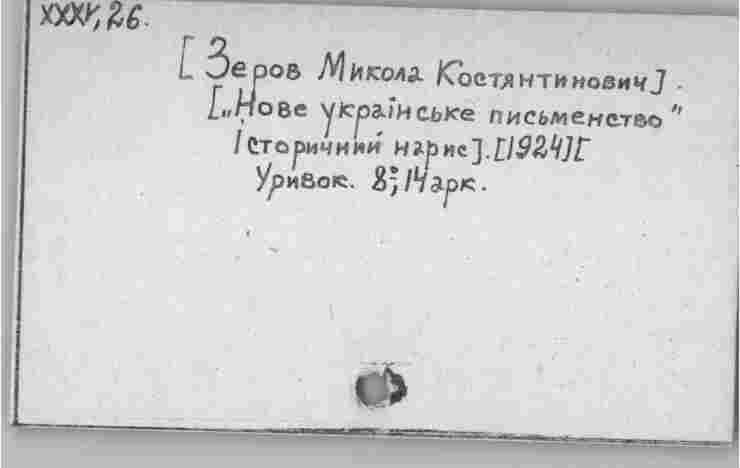 XXXV, 26.
[Зеров Микола Костянтинович].
[„Нове українське письменство”
Історичний нарис]. [1924][
Уривок. 8°; 14 арк.